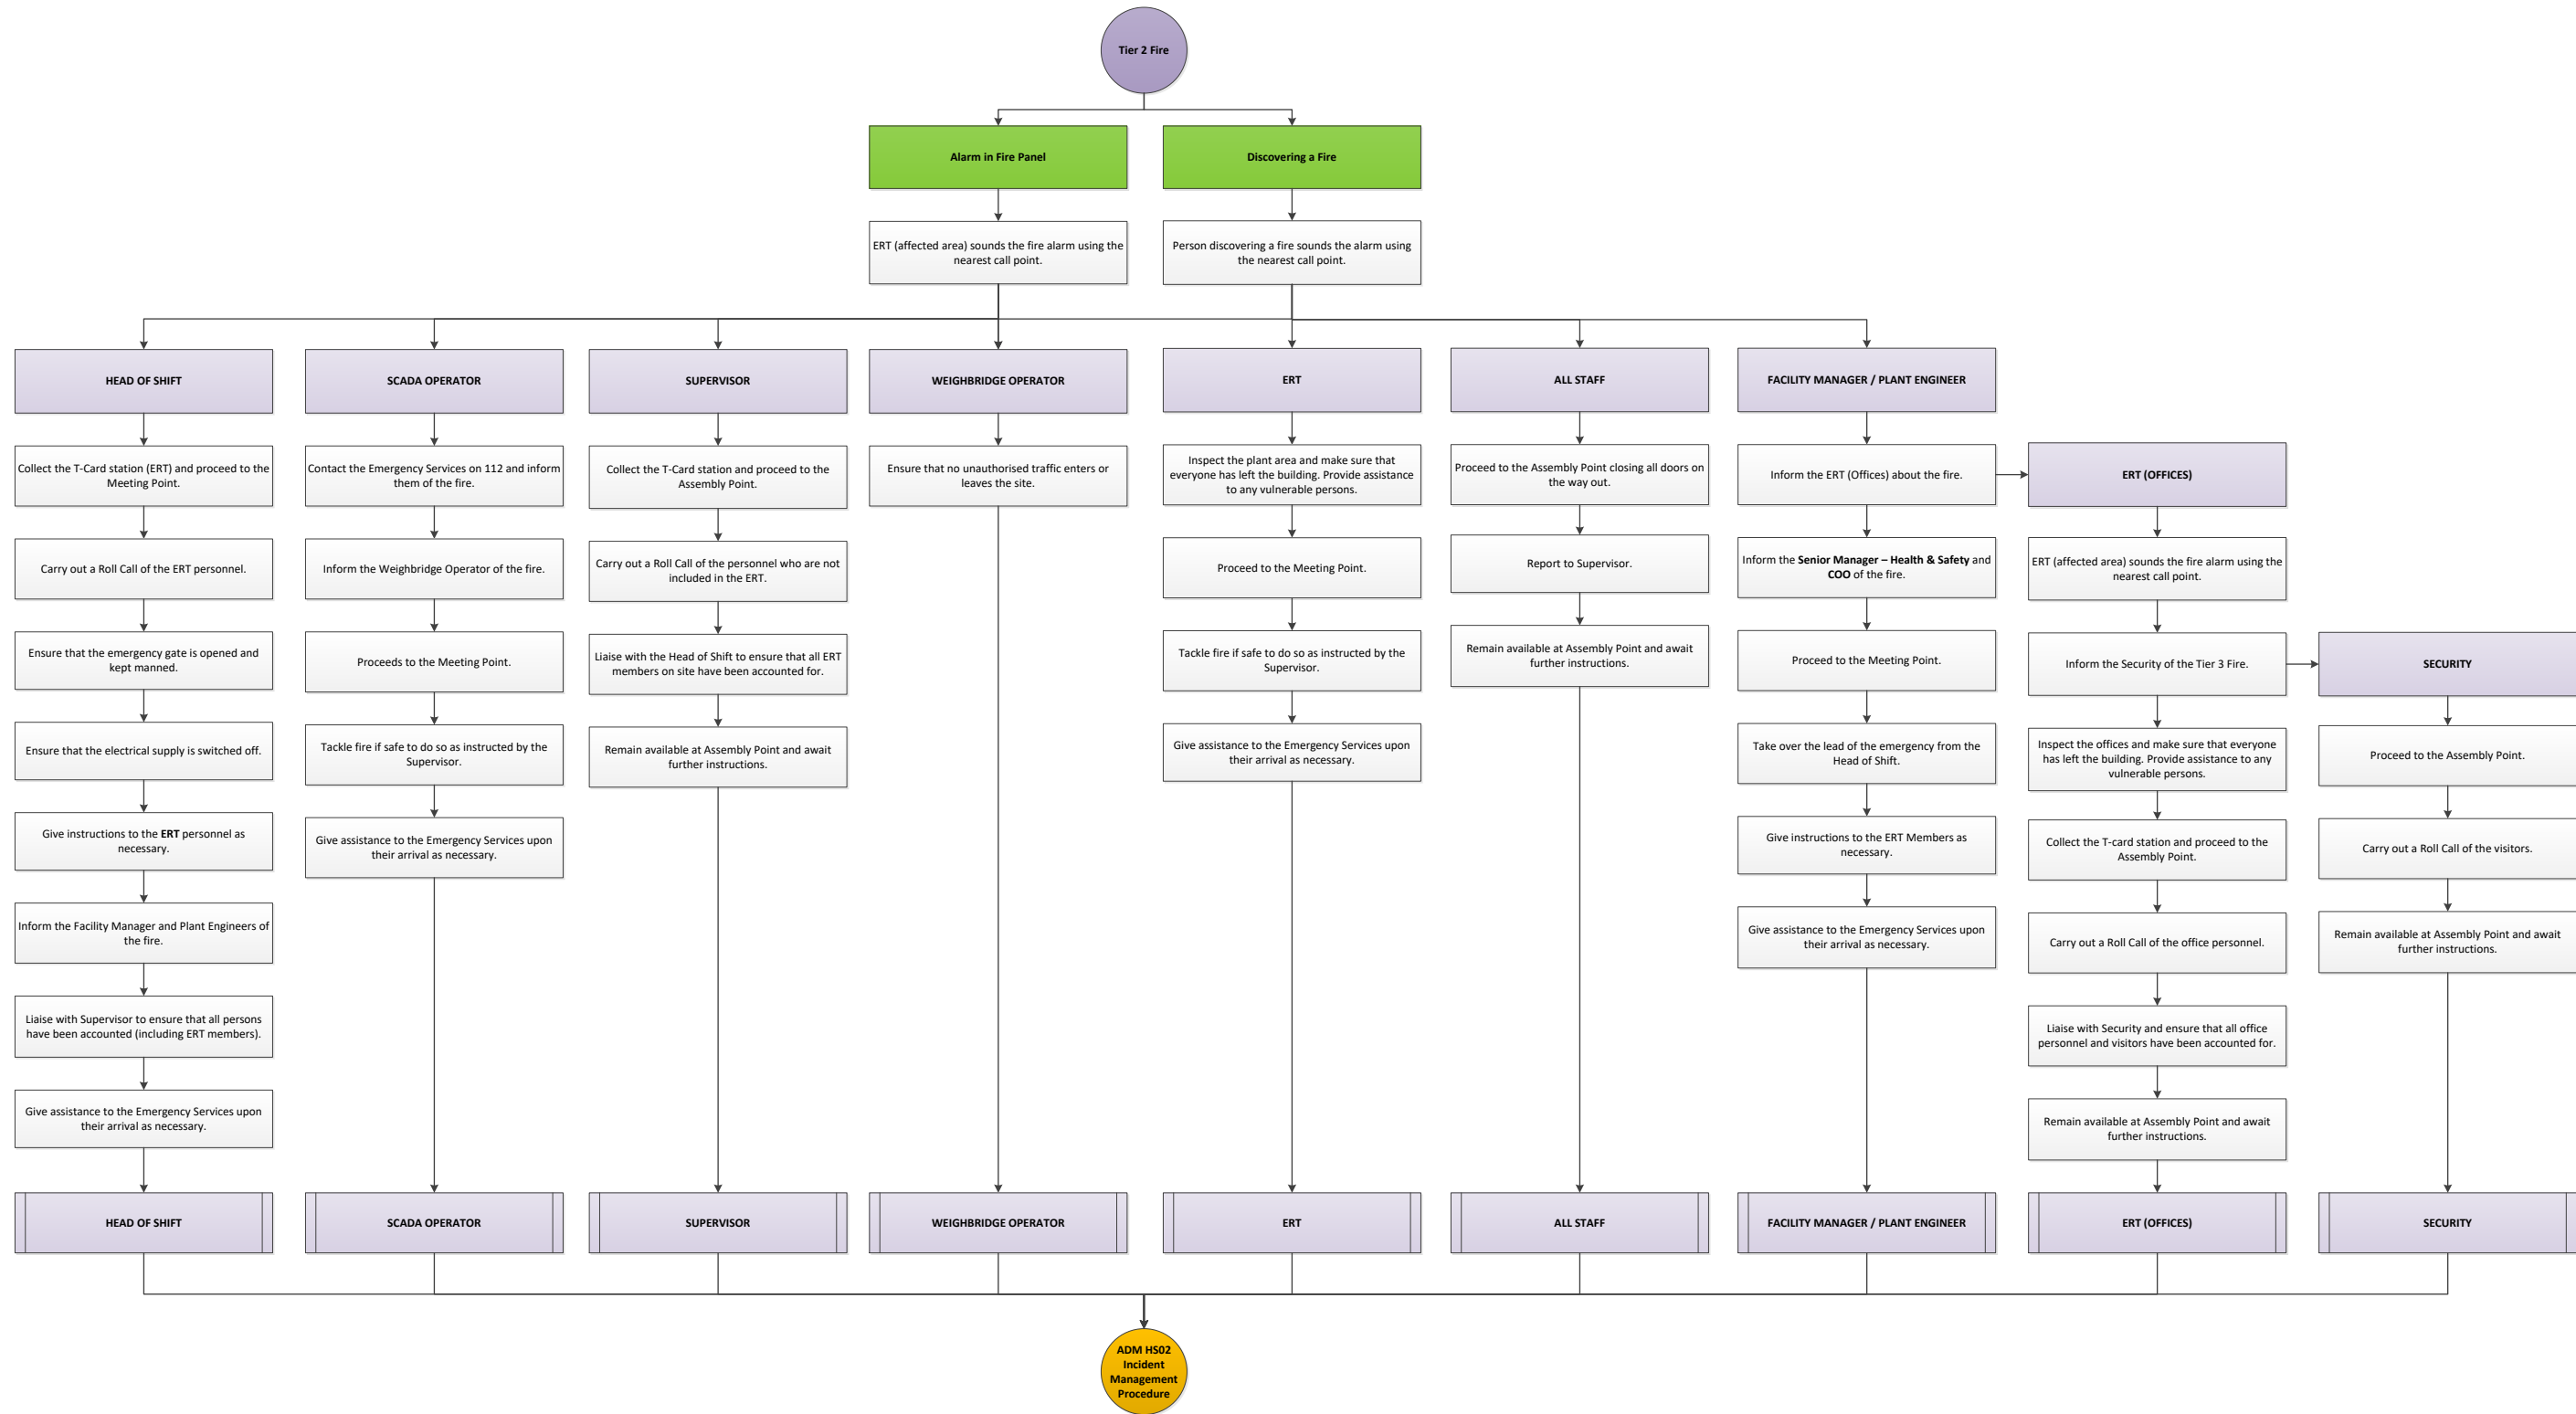 Tier 2 Fire
Alarm in Fire Panel
Discovering a Fire
ERT (affected area) sounds the fire alarm using the
nearest call point.
Person discovering a fire sounds the alarm using
the nearest call point.
HEAD OF SHIFT
Collect the T-Card station (ERT) and proceed to the
Meeting Point.
Carry out a Roll Call of the ERT personnel.
Ensure that the emergency gate is opened and
kept manned.
Ensure that the electrical supply is switched off.
Give instructions to the ERT personnel as
necessary.
Inform the Facility Manager and Plant Engineers of
the fire.
Liaise with Supervisor to ensure that all persons
have been accounted (including ERT members).
Give assistance to the Emergency Services upon
their arrival as necessary.
HEAD OF SHIFT
SCADA OPERATOR
Contact the Emergency Services on 112 and inform
them of the fire.
Inform the Weighbridge Operator of the fire.
Proceeds to the Meeting Point.
Tackle fire if safe to do so as instructed by the
Supervisor.
Give assistance to the Emergency Services upon
their arrival as necessary.
SCADA OPERATOR
SUPERVISOR
Collect the T-Card station and proceed to the
Assembly Point.
Carry out a Roll Call of the personnel who are not
included in the ERT.
Liaise with the Head of Shift to ensure that all ERT
members on site have been accounted for.
Remain available at Assembly Point and await
further instructions.
SUPERVISOR
WEIGHBRIDGE OPERATOR
Ensure that no unauthorised traffic enters or
leaves the site.
WEIGHBRIDGE OPERATOR
ERT
Inspect the plant area and make sure that
everyone has left the building. Provide assistance
to any vulnerable persons.
Proceed to the Meeting Point.
Tackle fire if safe to do so as instructed by the
Supervisor.
Give assistance to the Emergency Services upon
their arrival as necessary.
ERT
ALL STAFF
Proceed to the Assembly Point closing all doors on
the way out.
Report to Supervisor.
Remain available at Assembly Point and await
further instructions.
ALL STAFF
FACILITY MANAGER / PLANT ENGINEER
Inform the ERT (Offices) about the fire.
Inform the Senior Manager – Health & Safety and
COO of the fire.
Proceed to the Meeting Point.
Take over the lead of the emergency from the
Head of Shift.
Give instructions to the ERT Members as
necessary.
Give assistance to the Emergency Services upon
their arrival as necessary.
FACILITY MANAGER / PLANT ENGINEER
ERT (OFFICES)
ERT (affected area) sounds the fire alarm using the
nearest call point.
Inform the Security of the Tier 3 Fire.
Inspect the offices and make sure that everyone
has left the building. Provide assistance to any
vulnerable persons.
Collect the T-card station and proceed to the
Assembly Point.
Carry out a Roll Call of the office personnel.
Liaise with Security and ensure that all office
personnel and visitors have been accounted for.
Remain available at Assembly Point and await
further instructions.
ERT (OFFICES)
SECURITY
Proceed to the Assembly Point.
Carry out a Roll Call of the visitors.
Remain available at Assembly Point and await
further instructions.
SECURITY
ADM HS02
Incident
Management
Procedure